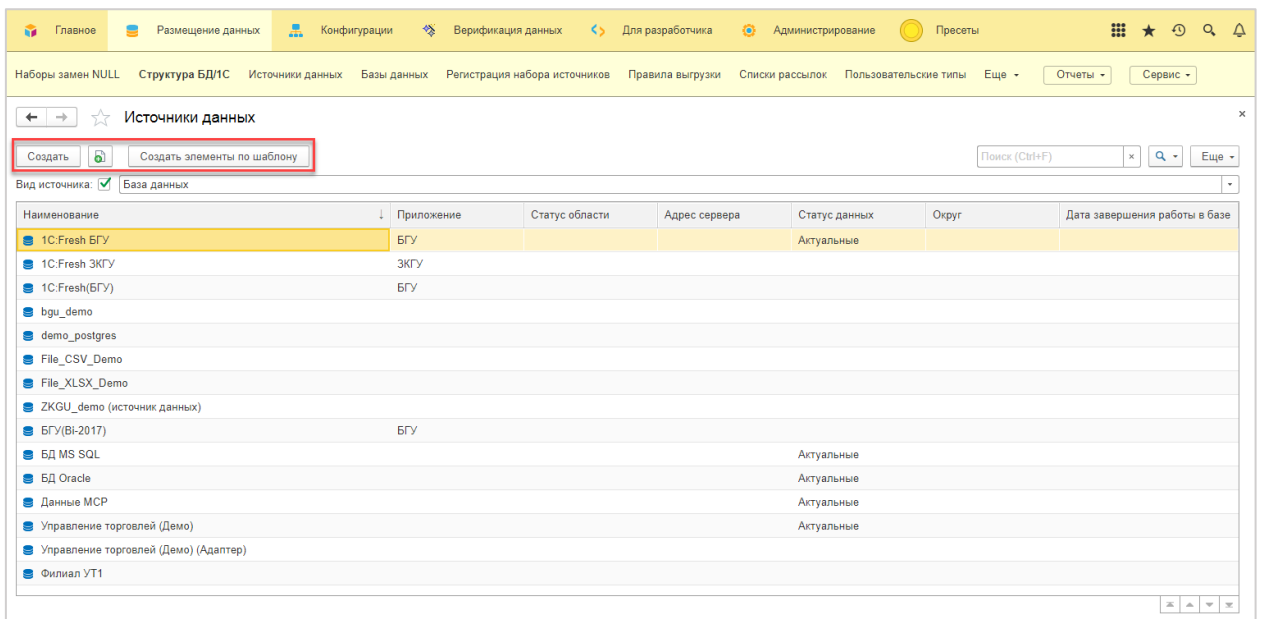 Главное Размещение данных Конфигурации Верификация данных Для разработчика Администрирование Пресеты
Наборы замен NULL Структура БД/1С Источники данных Базы данных Регистрация набора источников Правила выгрузки Списки рассылок Пользовательские типы Еще Отчеты Сервис
Источники данных
Создать Создать элементы по шаблону Поиск (Ctrl+F) Еще
Вид источника: База данных
Наименование Приложение Статус области Адрес сервера Статус данных Округ Дата завершения работы в базе
1C:Fresh БГУ БГУ Актуальные
1C:Fresh ЗКГУ ЗКГУ
1C:Fresh(БГУ) БГУ
bgu_demo
demo_postgres
File_CSV_Demo
File_XLSX_Demo
ZKGU_demo (источник данных)
БГУ(Bi-2017) БГУ
БД MS SQL Актуальные
БД Oracle Актуальные
Данные МСР Актуальные
Управление торговлей (Демо) Актуальные
Управление торговлей (Демо) (Адаптер)
Филиал УТ1